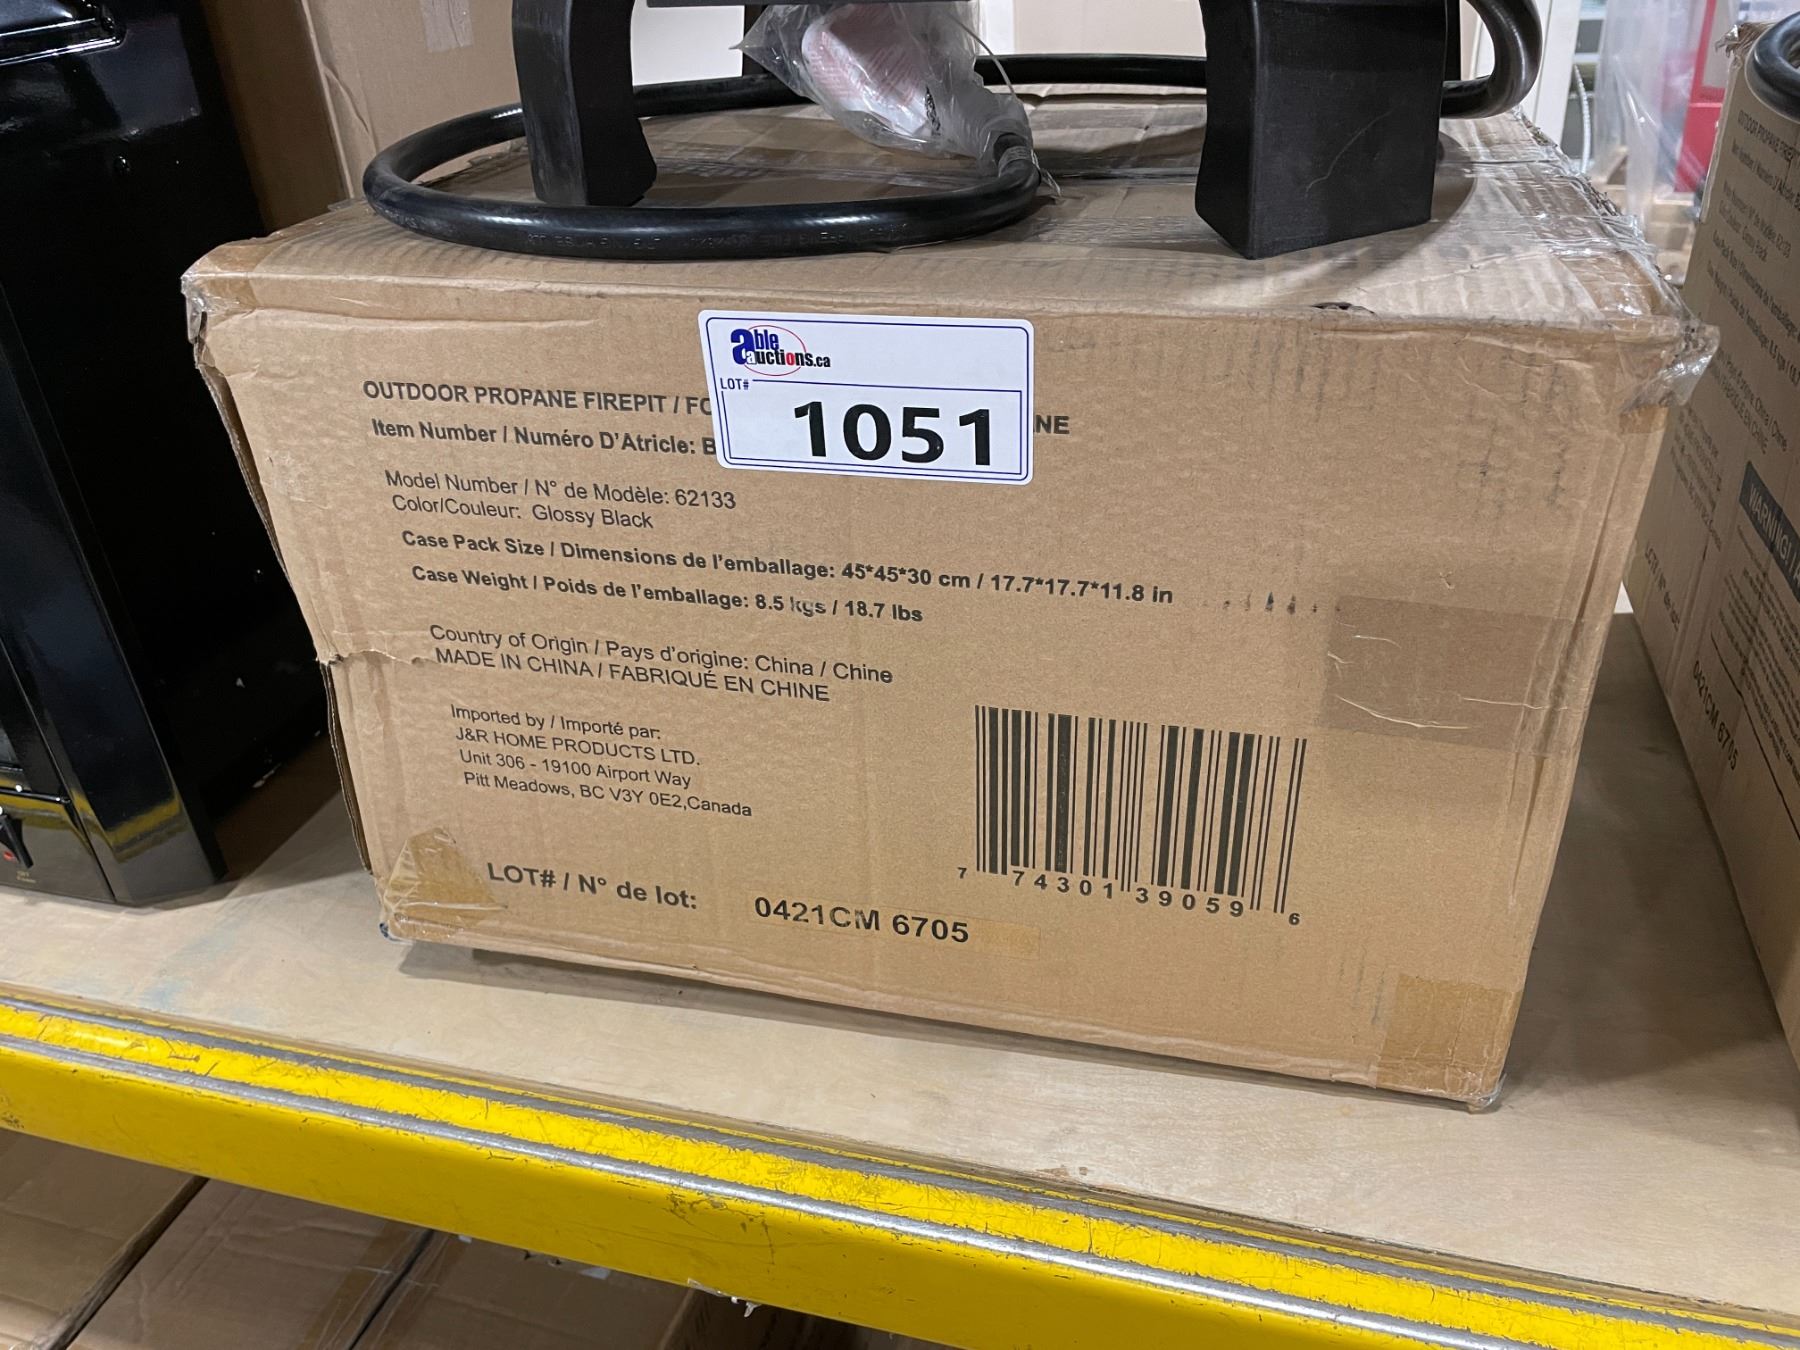 able auctions.ca
LOT#
1051
OUTDOOR PROPANE FIREPIT / FO
NE
Item Number / Numéro D'Atricle: B
Model Number / N° de Modèle: 62133
Color/Couleur: Glossy Black
Case Pack Size / Dimensions de l'emballage: 45*45*30 cm / 17.7*17.7*11.8 in
Case Weight / Poids de l'emballage: 8.5 kgs / 18.7 lbs
Country of Origin / Pays d'origine: China / Chine
MADE IN CHINA / FABRIQUÉ EN CHINE
Imported by / Importé par:
J&R HOME PRODUCTS LTD.
Unit 306 - 19100 Airport Way
Pitt Meadows, BC V3Y 0E2,Canada
7 74301 39059 6
LOT# / N° de lot: 0421CM 6705
WARNING!
0421CM 6705